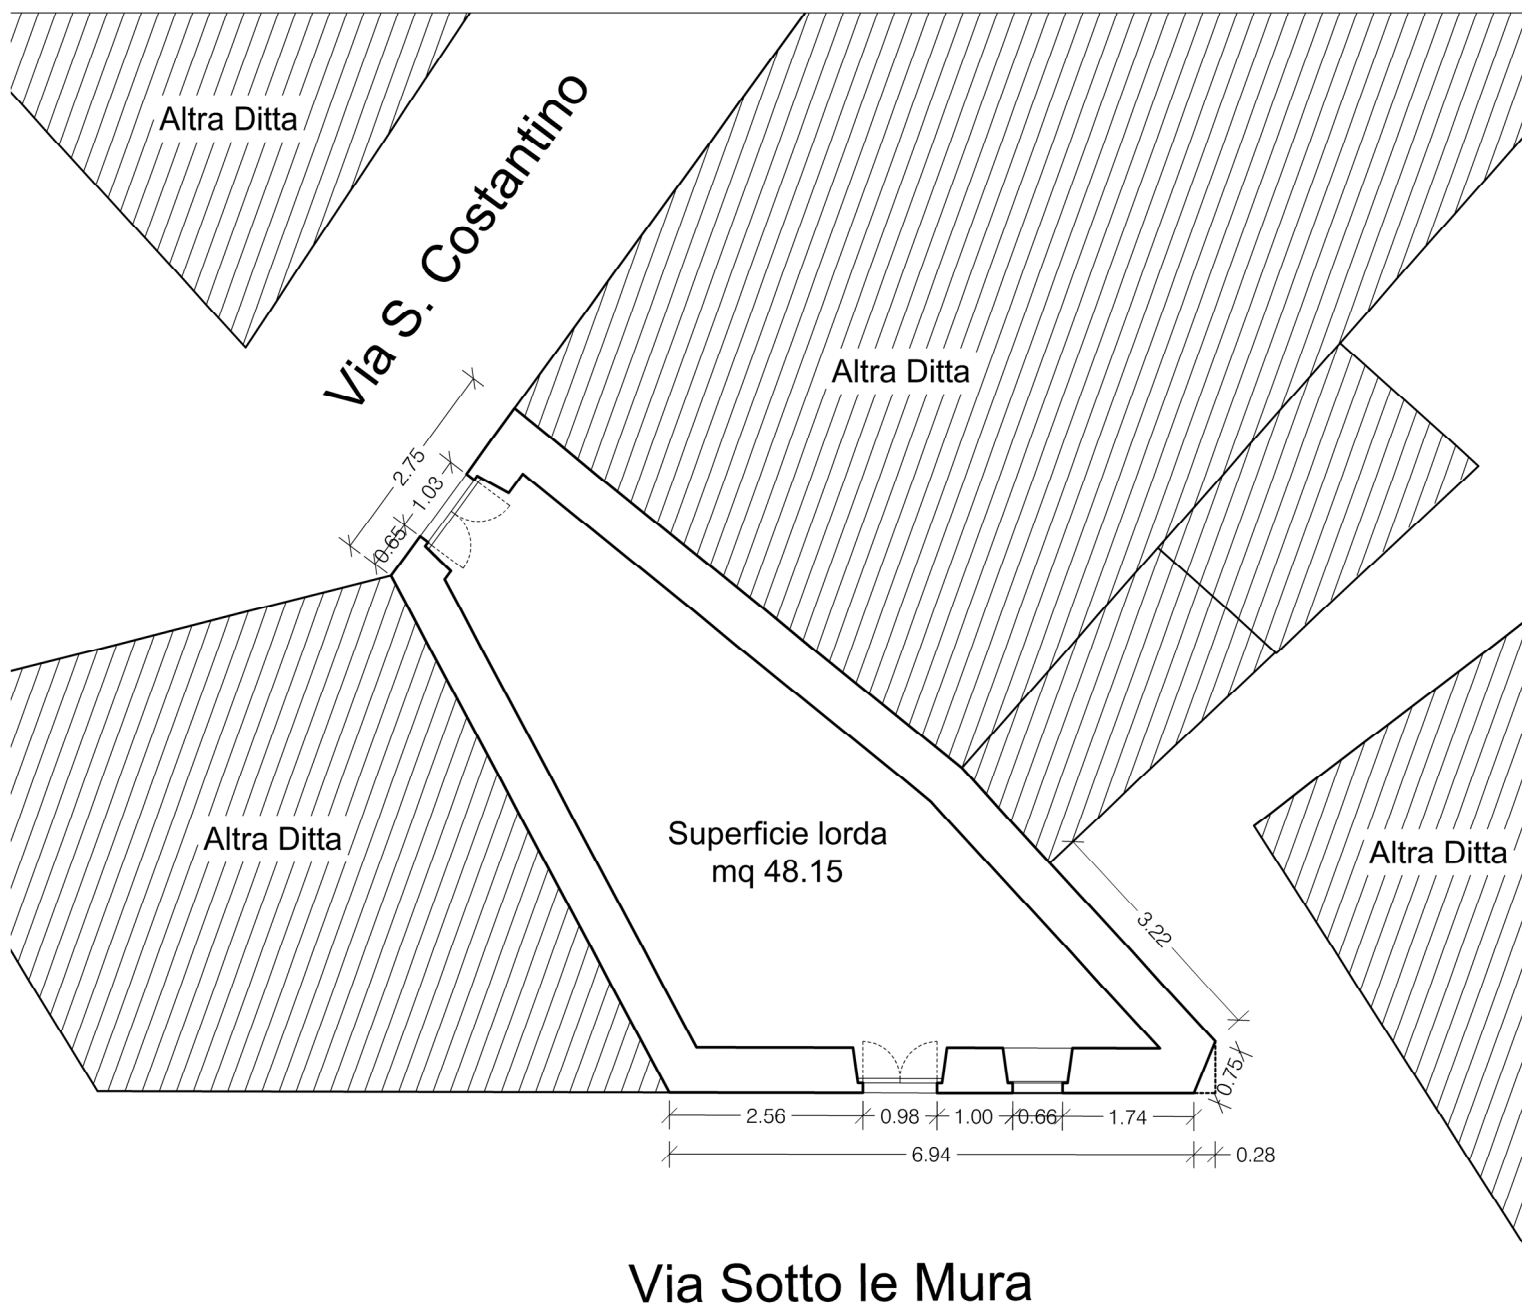 Altra Ditta
Via S. Costantino
Altra Ditta
2.75
1.03
0.65
Altra Ditta
Superficie lorda
mq 48.15
Altra Ditta
3.22
0.75
2.56
0.98
1.00
0.66
1.74
6.94
0.28
Via Sotto le Mura